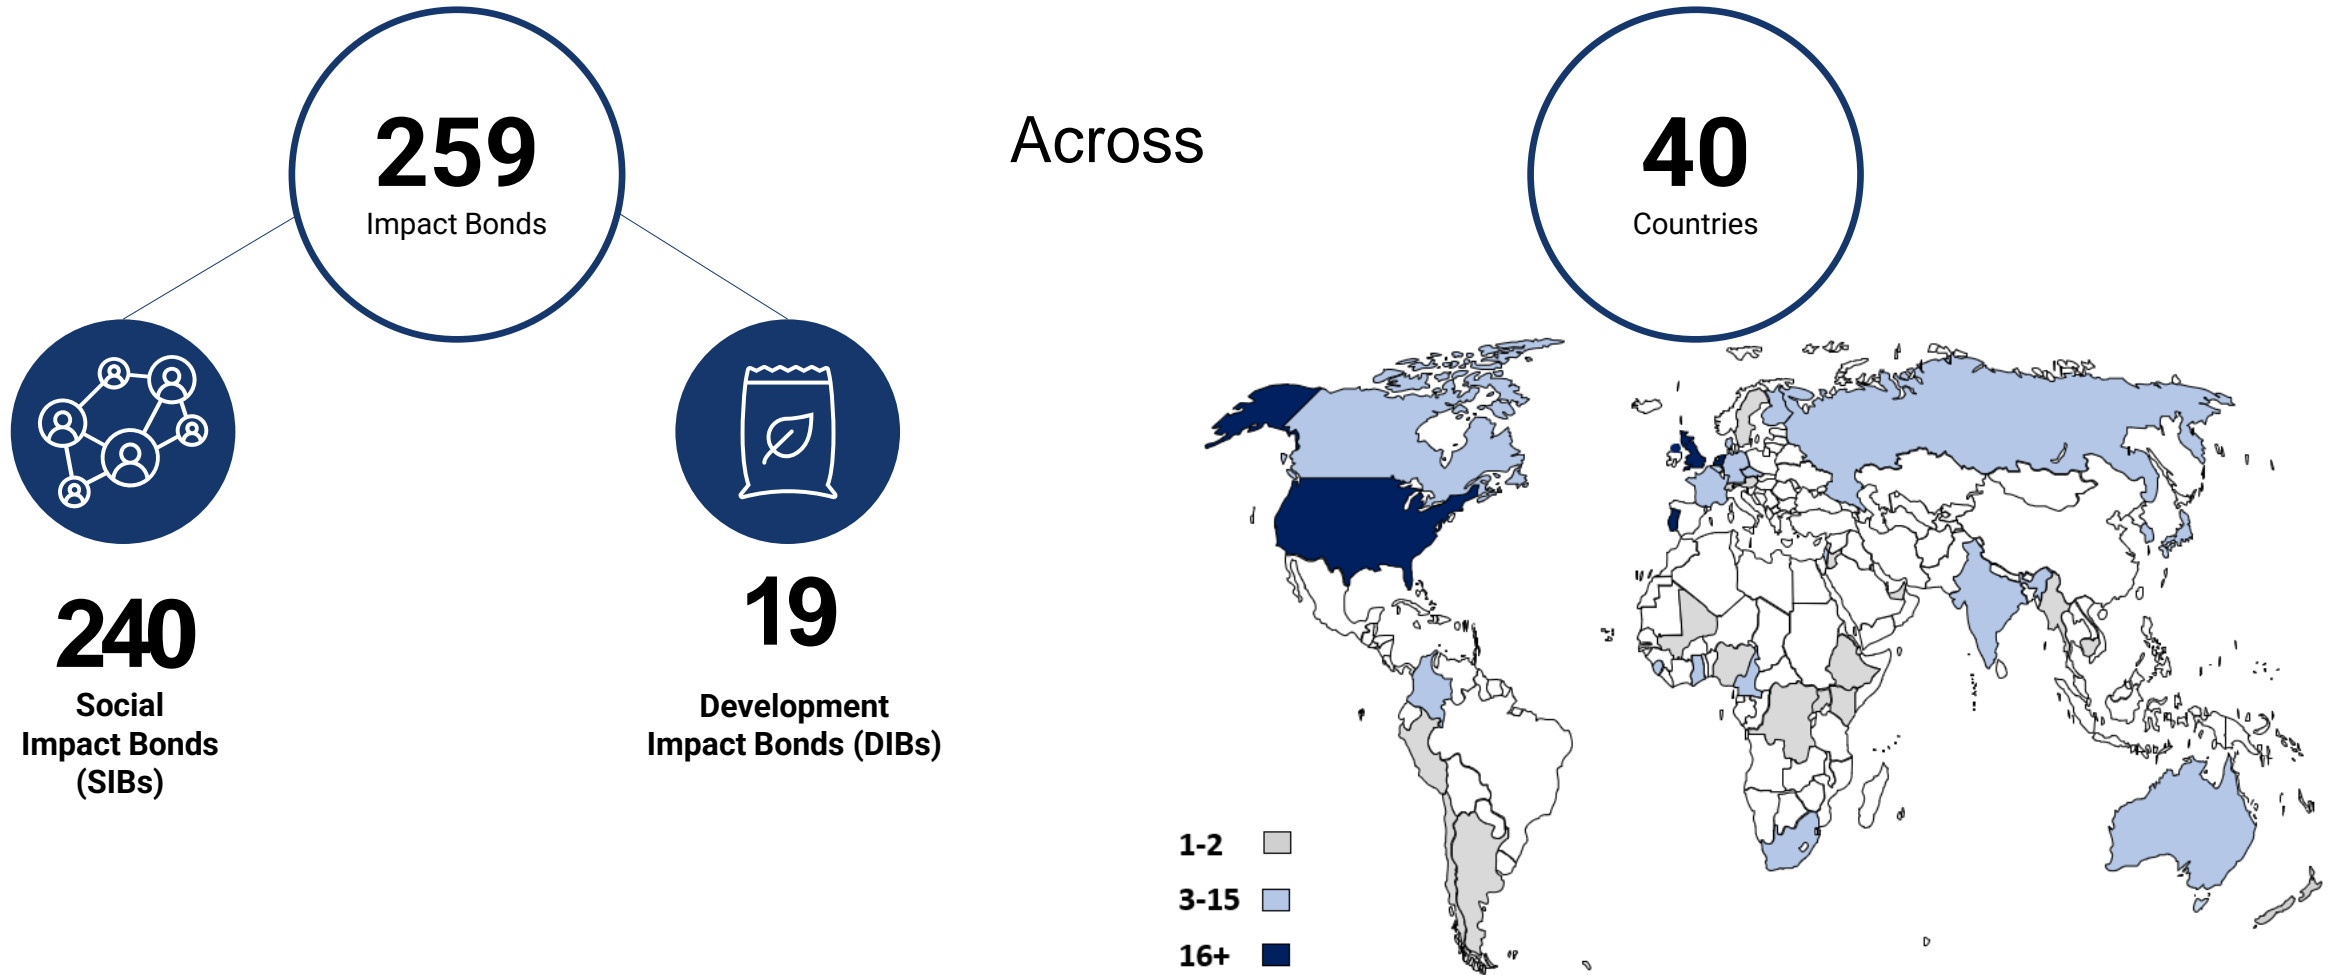 259
Impact Bonds
Across
40
Countries
240
Social
Impact Bonds
(SIBs)
19
Development
Impact Bonds (DIBs)
1-2
3-15
16+